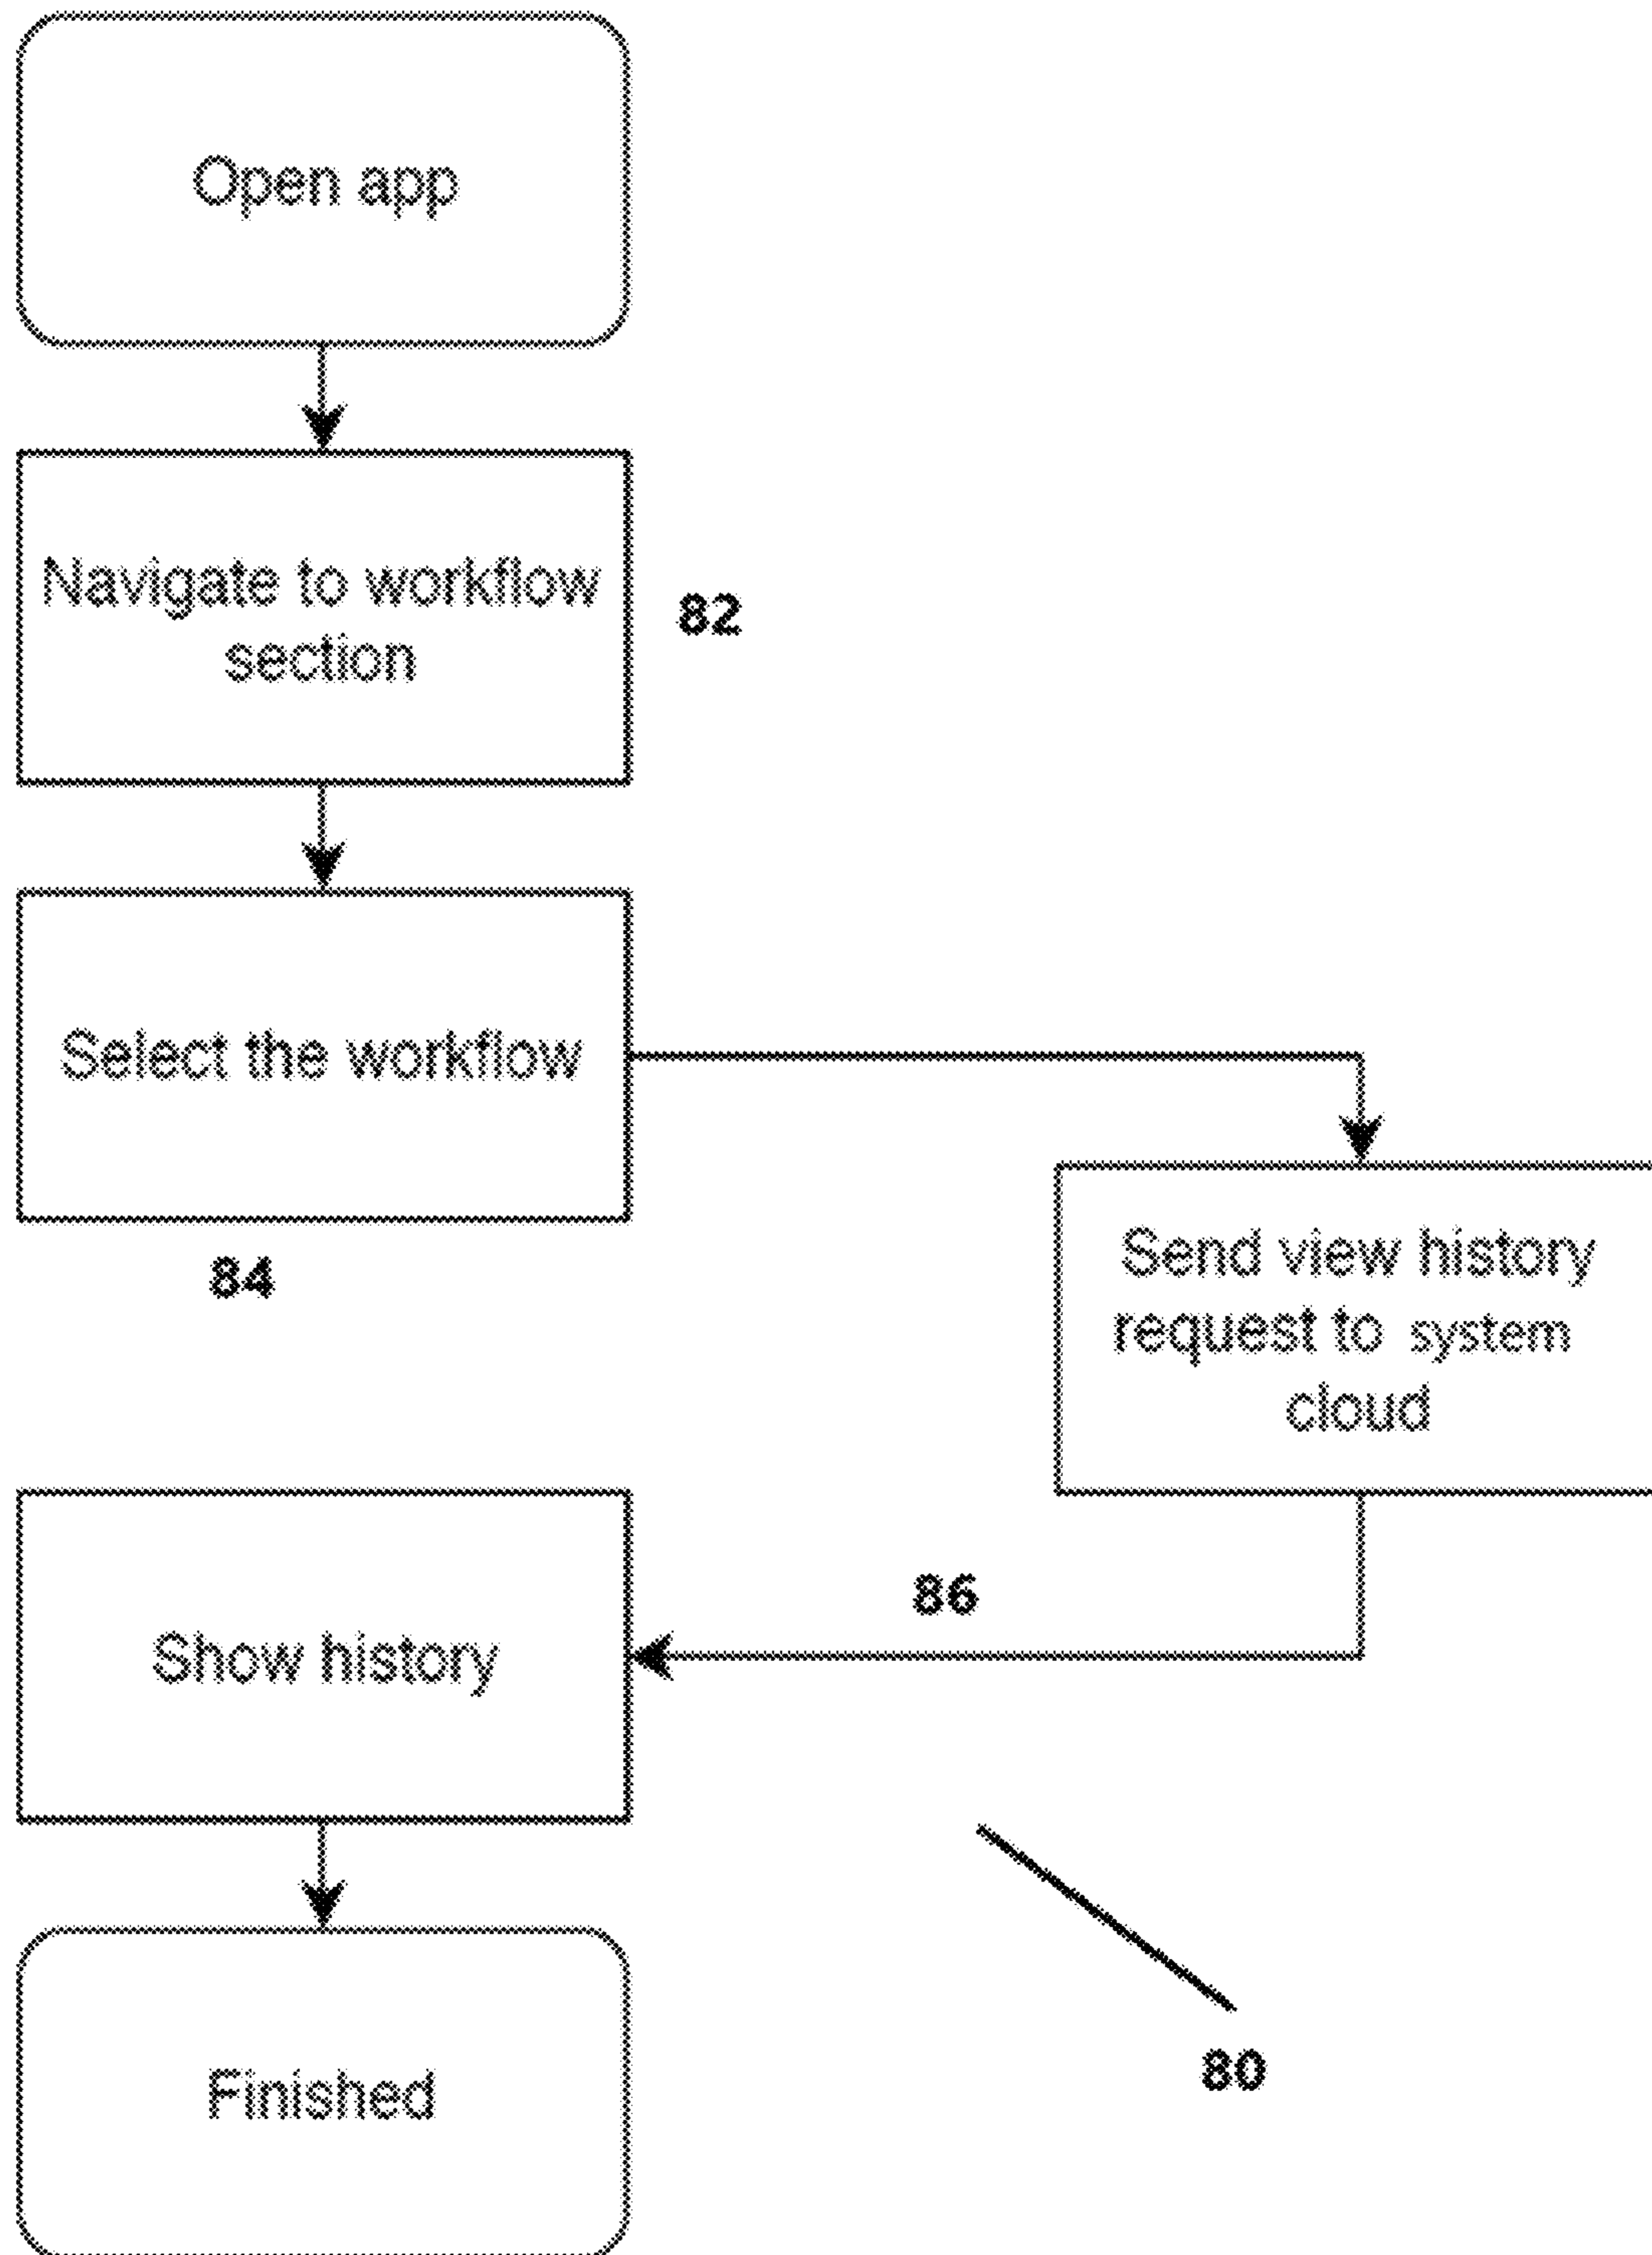 Open app
Navigate to workflow
section
82
Select the workflow
84
Send view history
request to system
cloud
86
Show history
80
Finished